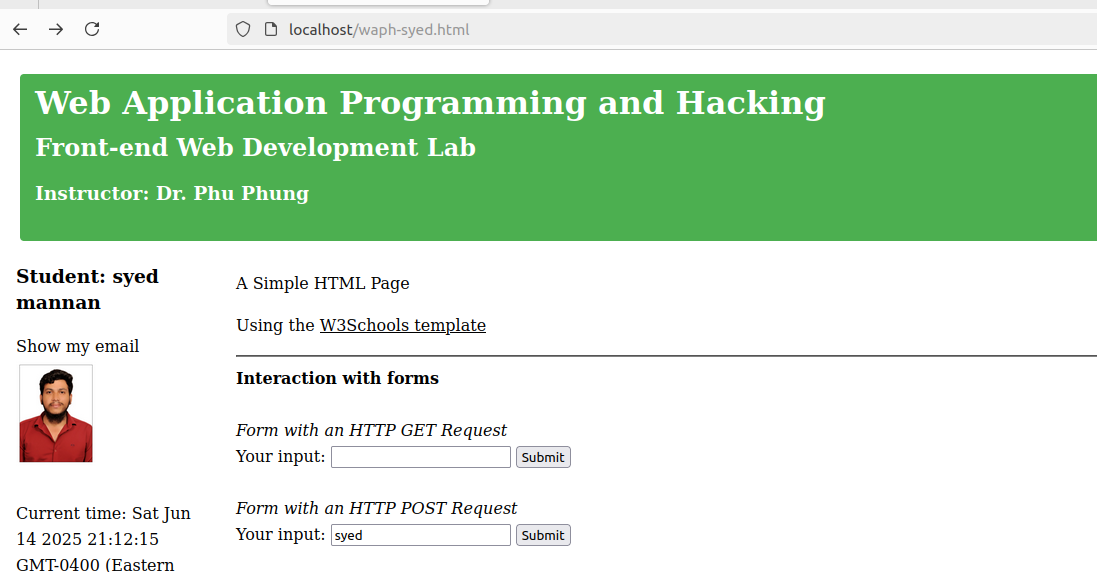 localhost/waph-syed.html
Web Application Programming and Hacking
Front-end Web Development Lab
Instructor: Dr. Phu Phung
Student: syed
mannan
Show my email
Current time: Sat Jun
14 2025 21:12:15
GMT-0400 (Eastern
A Simple HTML Page
Using the W3Schools template
Interaction with forms
Form with an HTTP GET Request
Your input: Submit
Form with an HTTP POST Request
Your input: syed Submit